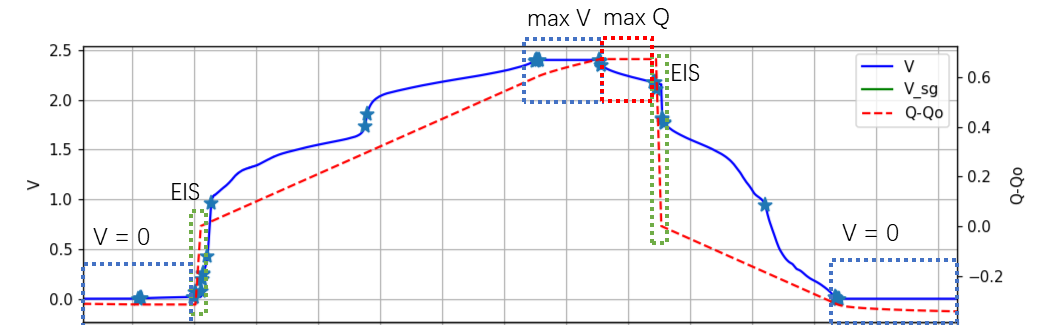 max V max Q
2.5
2.0
1.5
1.0
0.5
0.0
V
EIS
EIS
V = 0
V = 0
V
V_sg
Q-Qo
0.6
0.4
0.2
0.0
−0.2
Q-Qo